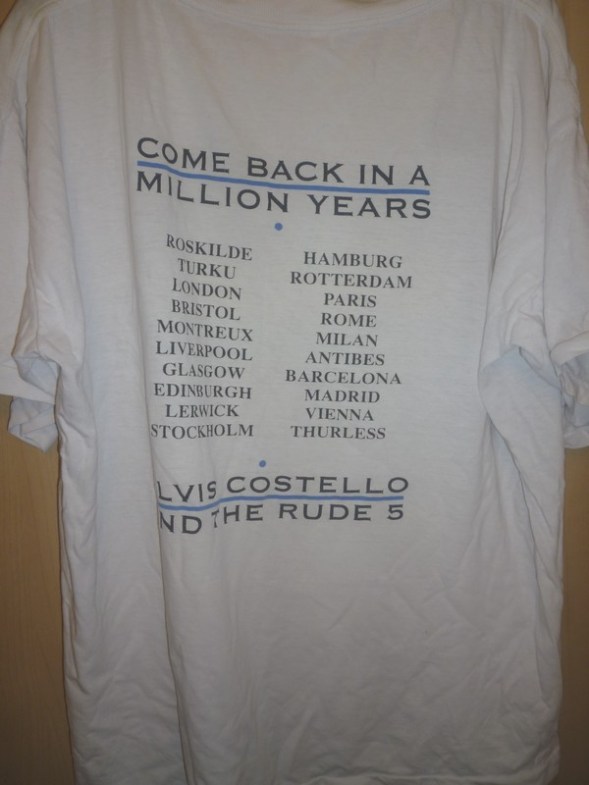 COME BACK IN A
MILLION YEARS
ROSKILDE
TURKU
LONDON
BRISTOL
MONTREUX
LIVERPOOL
GLASGOW
EDINBURGH
LERWICK
STOCKHOLM
HAMBURG
ROTTERDAM
PARIS
ROME
MILAN
ANTIBES
BARCELONA
MADRID
VIENNA
THURLESS
LVIS COSTELLO
ND THE RUDE 5